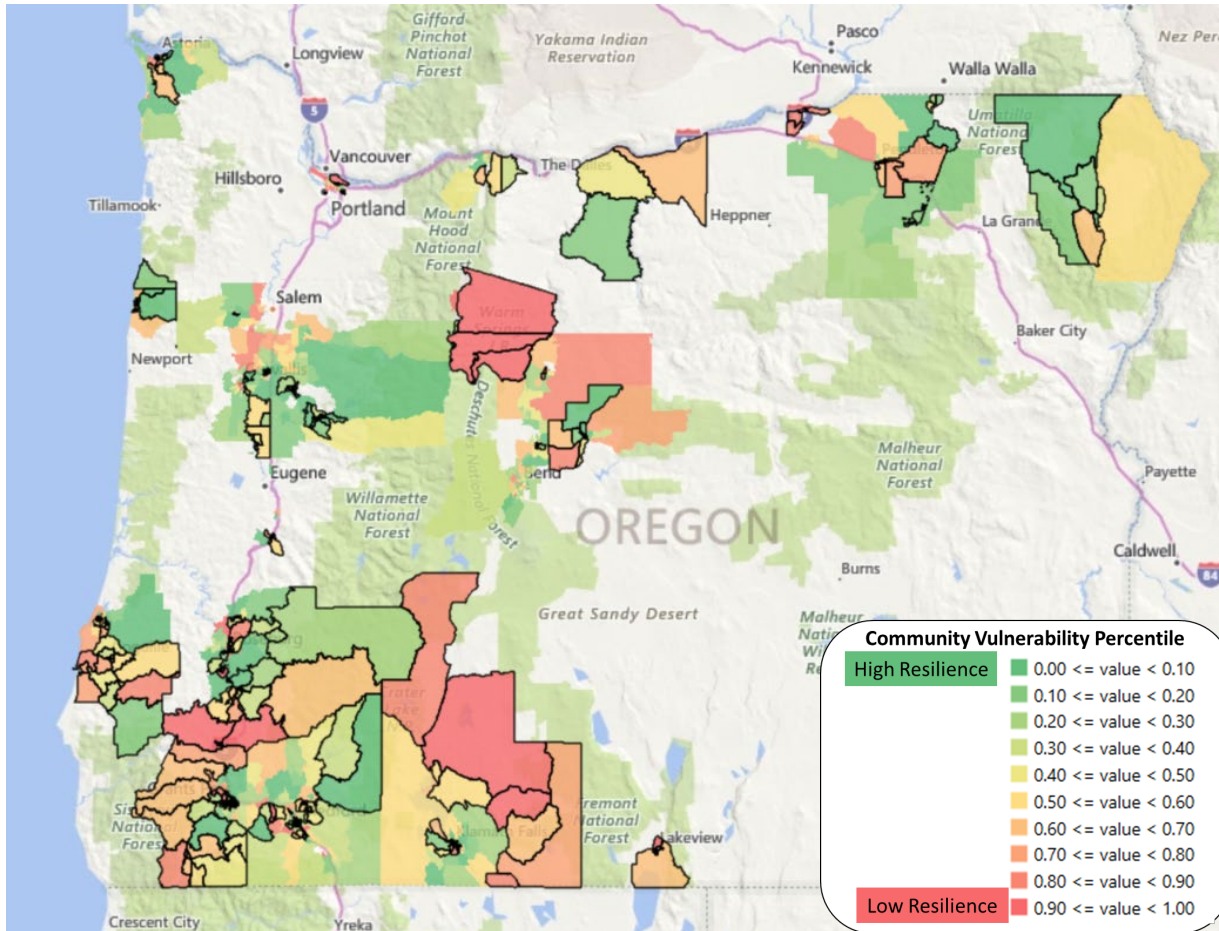 Gifford
Pinchot
National
Forest
Yakama Indian
Reservation
Pasco
Nez Per
Astoria
Longview
Kennewick
Walla Walla
5
Umatilla
National
Forest
Vancouver
The Dalles
Hillsboro
Tillamook
Portland
Mount
Hood
National
Forest
Heppner
La Grande
Salem
Warm
Springs
I.R.
Baker City
Newport
Deschutes National Forest
Malheur
National
Forest
Eugene
Bend
Payette
Willamette
National
Forest
OREGON
Caldwell
Burns
84
Great Sandy Desert
Malheur
Crater
Lake
Fremont
National
Forest
Klamath Falls
Lakeview
Crescent City
Yreka
Community Vulnerability Percentile
High Resilience
0.00 <= value < 0.10
0.10 <= value < 0.20
0.20 <= value < 0.30
0.30 <= value < 0.40
0.40 <= value < 0.50
0.50 <= value < 0.60
0.60 <= value < 0.70
0.70 <= value < 0.80
0.80 <= value < 0.90
Low Resilience
0.90 <= value < 1.00